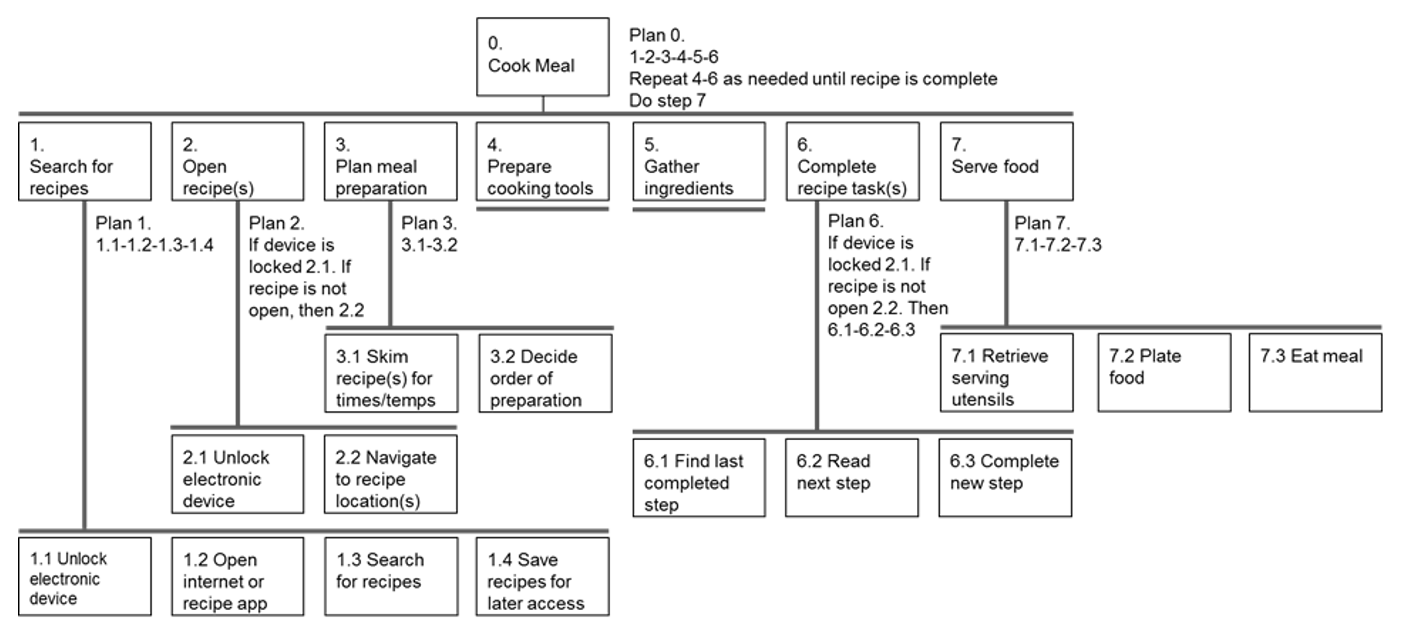 0.
Cook Meal
Plan 0.
1-2-3-4-5-6
Repeat 4-6 as needed until recipe is complete
Do step 7
1.
Search for
recipes
2.
Open
recipe(s)
3.
Plan meal
preparation
4.
Prepare
cooking tools
5.
Gather
ingredients
6.
Complete
recipe task(s)
7.
Serve food
Plan 1.
1.1-1.2-1.3-1.4
Plan 2.
If device is
locked 2.1. If
recipe is not
open, then 2.2
Plan 3.
3.1-3.2
Plan 6.
If device is
locked 2.1. If
recipe is not
open 2.2. Then
6.1-6.2-6.3
Plan 7.
7.1-7.2-7.3
3.1 Skim
recipe(s) for
times/temps
3.2 Decide
order of
preparation
7.1 Retrieve
serving
utensils
7.2 Plate
food
7.3 Eat meal
2.1 Unlock
electronic
device
2.2 Navigate
to recipe
location(s)
6.1 Find last
completed
step
6.2 Read
next step
6.3 Complete
new step
1.1 Unlock
electronic
device
1.2 Open
internet or
recipe app
1.3 Search
for recipes
1.4 Save
recipes for
later access